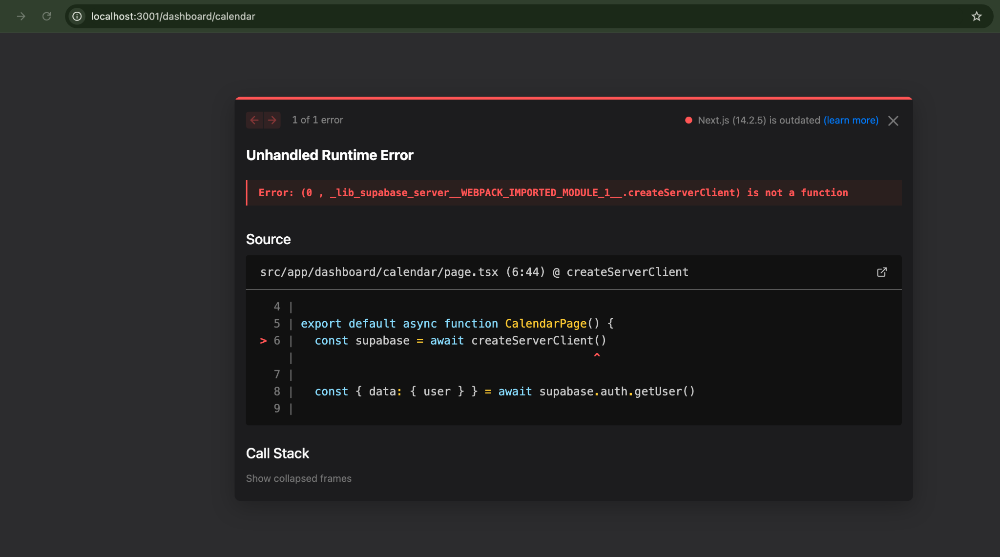 localhost:3001/dashboard/calendar
1 of 1 error
Next.js (14.2.5) is outdated (learn more)
Unhandled Runtime Error
Error: (0 , _lib_supabase_server__WEBPACK_IMPORTED_MODULE_1__.createServerClient) is not a function
Source
src/app/dashboard/calendar/page.tsx (6:44) @ createServerClient
4 |
5 | export default async function CalendarPage() {
> 6 |   const supabase = await createServerClient()
|                                            ^
7 |
8 |   const { data: { user } } = await supabase.auth.getUser()
9 |
Call Stack
Show collapsed frames